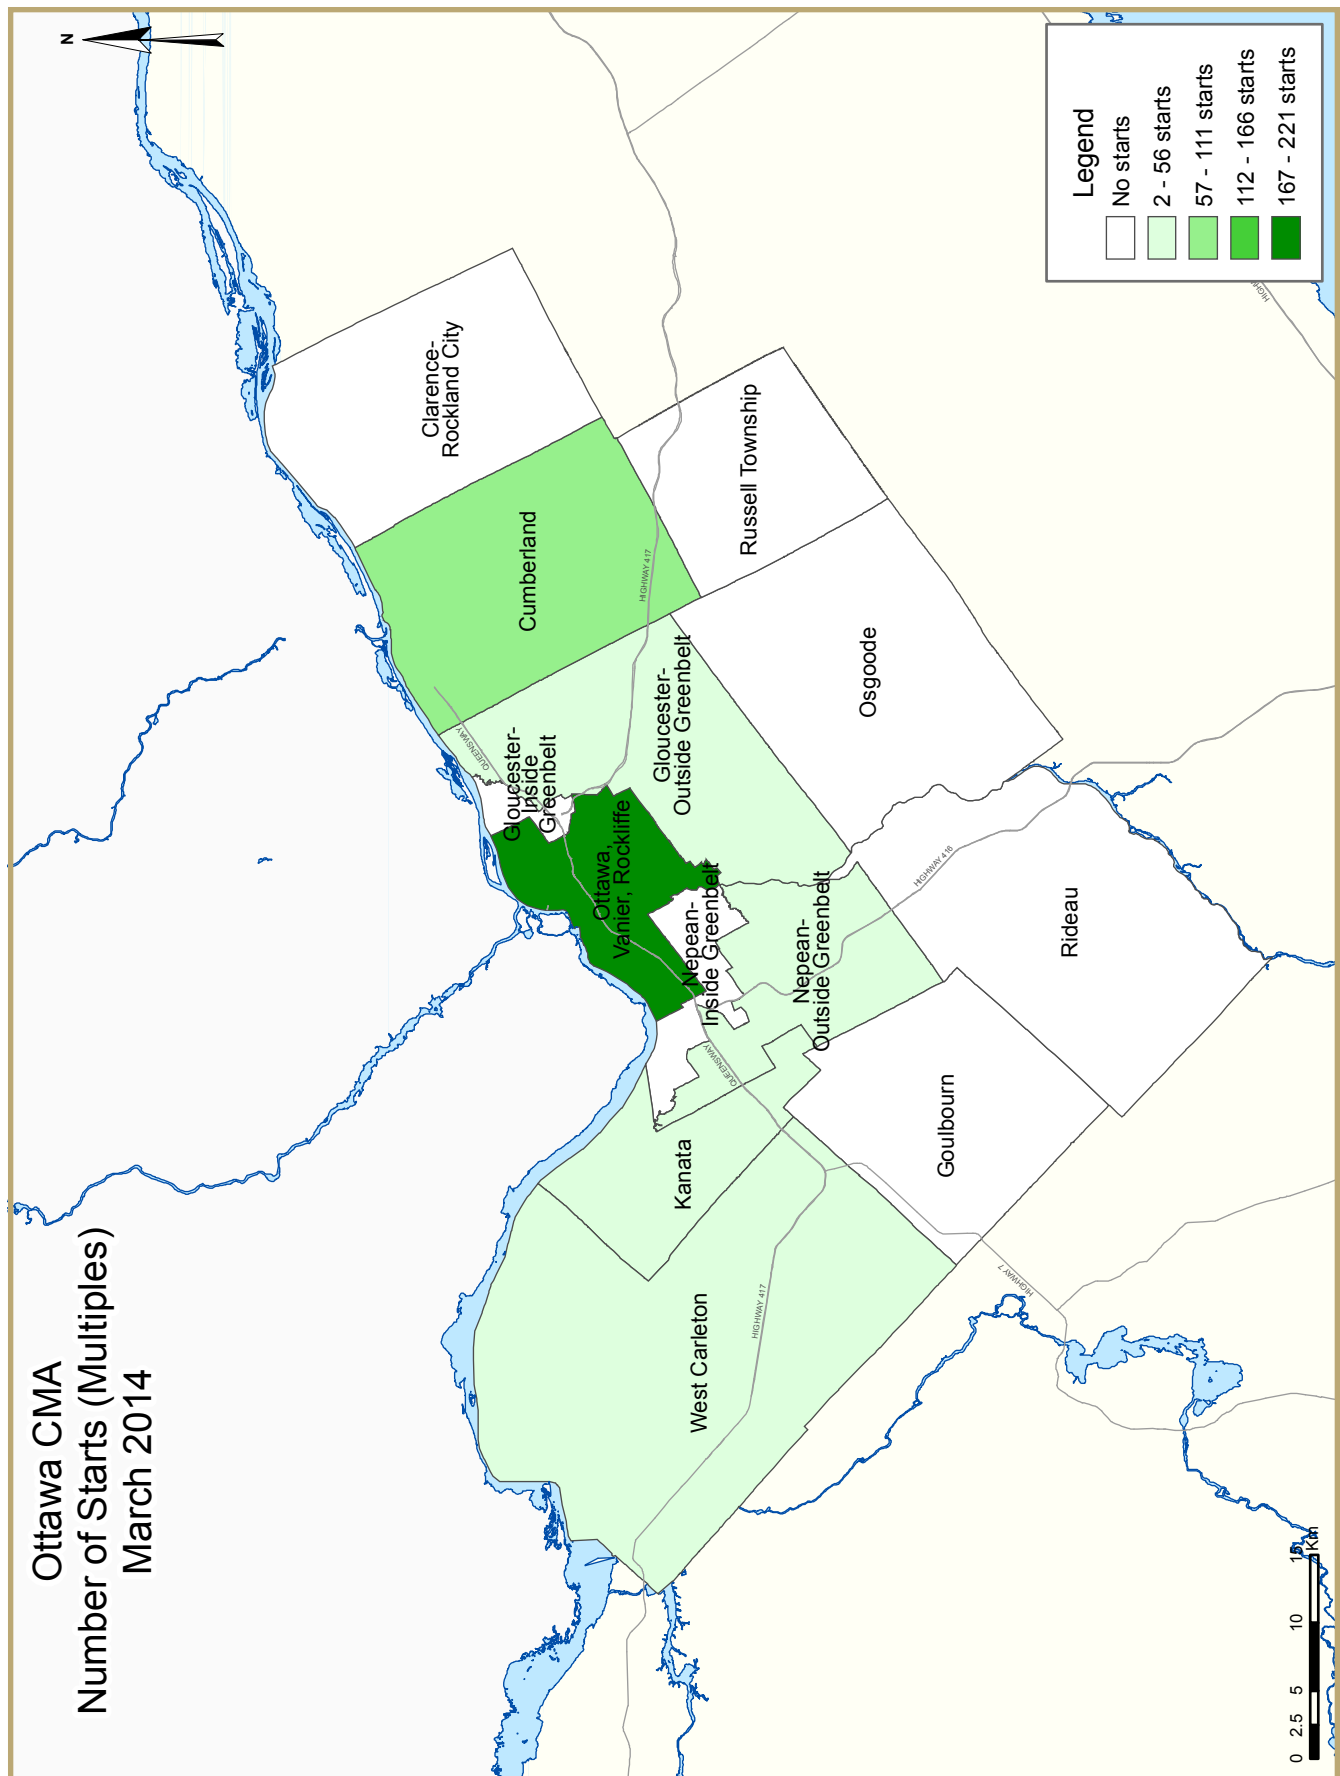 Ottawa CMA
Number of Starts (Multiples)
March 2014
N
Clarence-
Rockland City
Cumberland
Russell Township
HIGHWAY 417
Osgoode
Gloucester-
Outside Greenbelt
QUEENSWAY
Gloucester-
Inside
Greenbelt
Ottawa,
Vanier, Rockliffe
Nepean-
Inside Greenbelt
Nepean-
Outside Greenbelt
HIGHWAY 416
Rideau
QUEENSWAY
Kanata
Goulbourn
West Carleton
HIGHWAY 417
HIGHWAY 7
Legend
No starts
2 - 56 starts
57 - 111 starts
112 - 166 starts
167 - 221 starts
0 2.5 5 10 15
Km